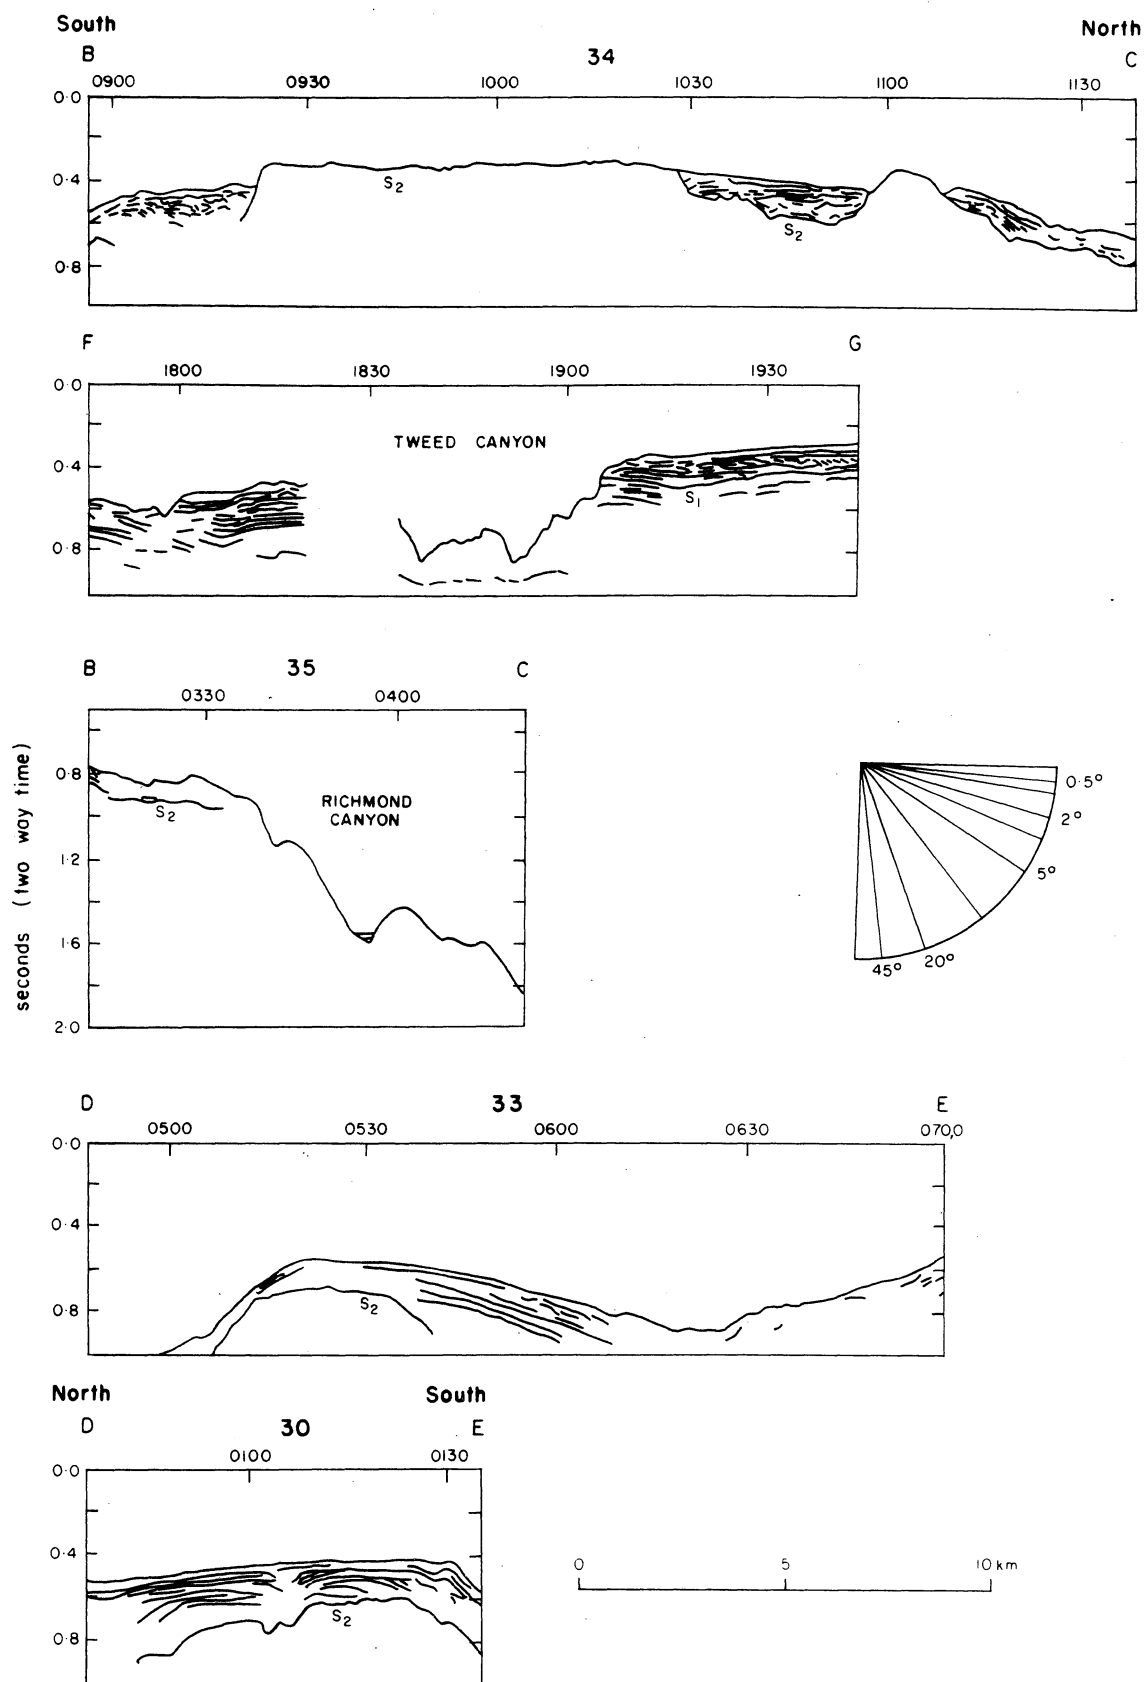 South North
B 34 C
0900 0930 1000 1030 1100 1130
0·0
0·4
S2
S2
0·8
F G
1800 1830 1900 1930
0·0
TWEED CANYON
0·4
S1
0·8
B 35 C
0330 0400
seconds (two way time)
0·8
RICHMOND
CANYON
S2
1·2
1·6
2·0
0·5°
2°
5°
20°
45°
D 33 E
0500 0530 0600 0630 0700
0·0
0·4
S2
0·8
North South
D 30 E
0100 0130
0·0
0·4
S2
0·8
0 5 10 km